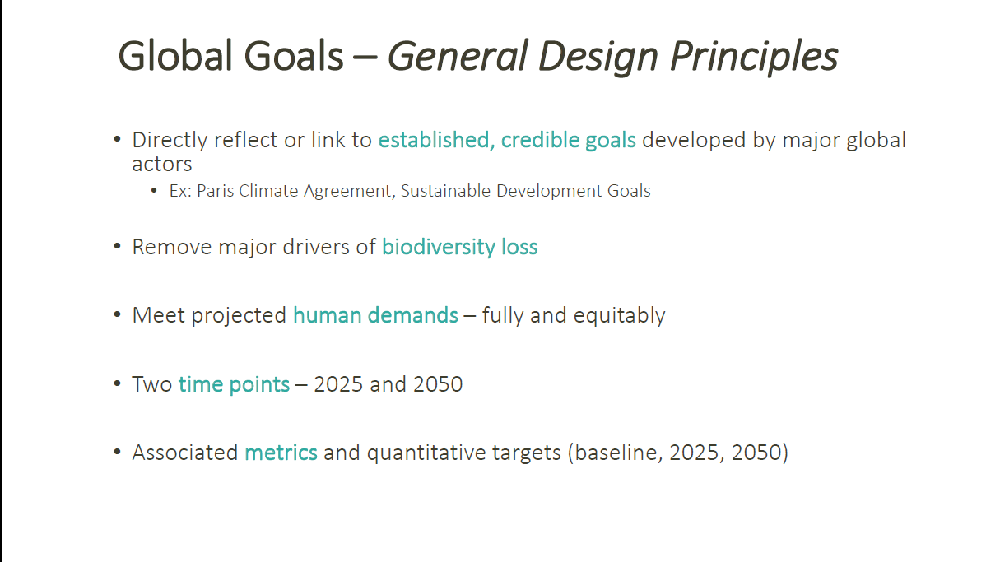 Global Goals – General Design Principles
• Directly reflect or link to established, credible goals developed by major global
actors
• Ex: Paris Climate Agreement, Sustainable Development Goals
• Remove major drivers of biodiversity loss
• Meet projected human demands – fully and equitably
• Two time points – 2025 and 2050
• Associated metrics and quantitative targets (baseline, 2025, 2050)